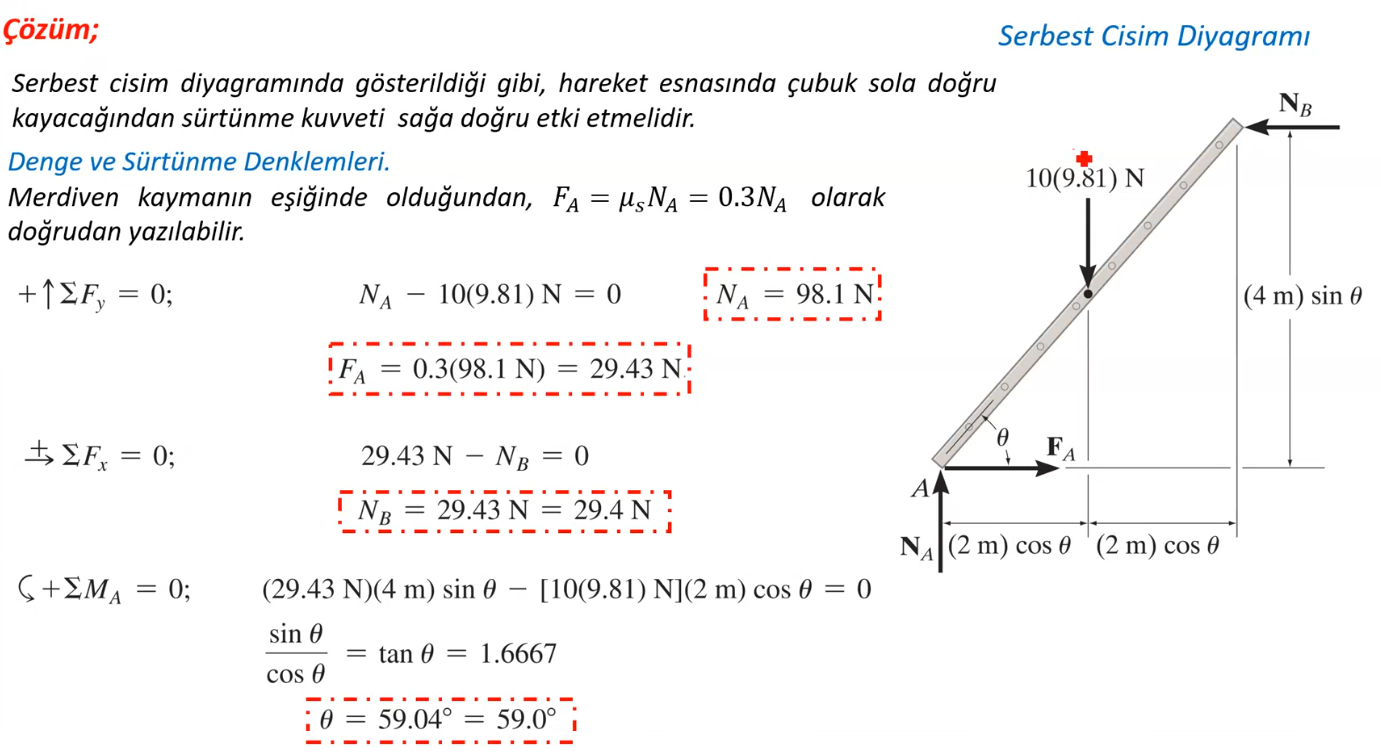 Çözüm;
Serbest Cisim Diyagramı
Serbest cisim diyagramında gösterildiği gibi, hareket esnasında çubuk sola doğru
kayacağından sürtünme kuvveti sağa doğru etki etmelidir.
Denge ve Sürtünme Denklemleri.
Merdiven kaymanın eşiğinde olduğundan, F_A = μ_s N_A = 0.3N_A olarak
doğrudan yazılabilir.
+↑ΣF_y = 0; N_A − 10(9.81) N = 0 N_A = 98.1 N
F_A = 0.3(98.1 N) = 29.43 N
→+ ΣF_x = 0; 29.43 N − N_B = 0
N_B = 29.43 N = 29.4 N
⤹+ΣM_A = 0; (29.43 N)(4 m) sin θ − [10(9.81) N](2 m) cos θ = 0
sin θ / cos θ = tan θ = 1.6667
θ = 59.04° = 59.0°
N_B
10(9.81) N
(4 m) sin θ
θ
F_A
A
N_A
(2 m) cos θ
(2 m) cos θ